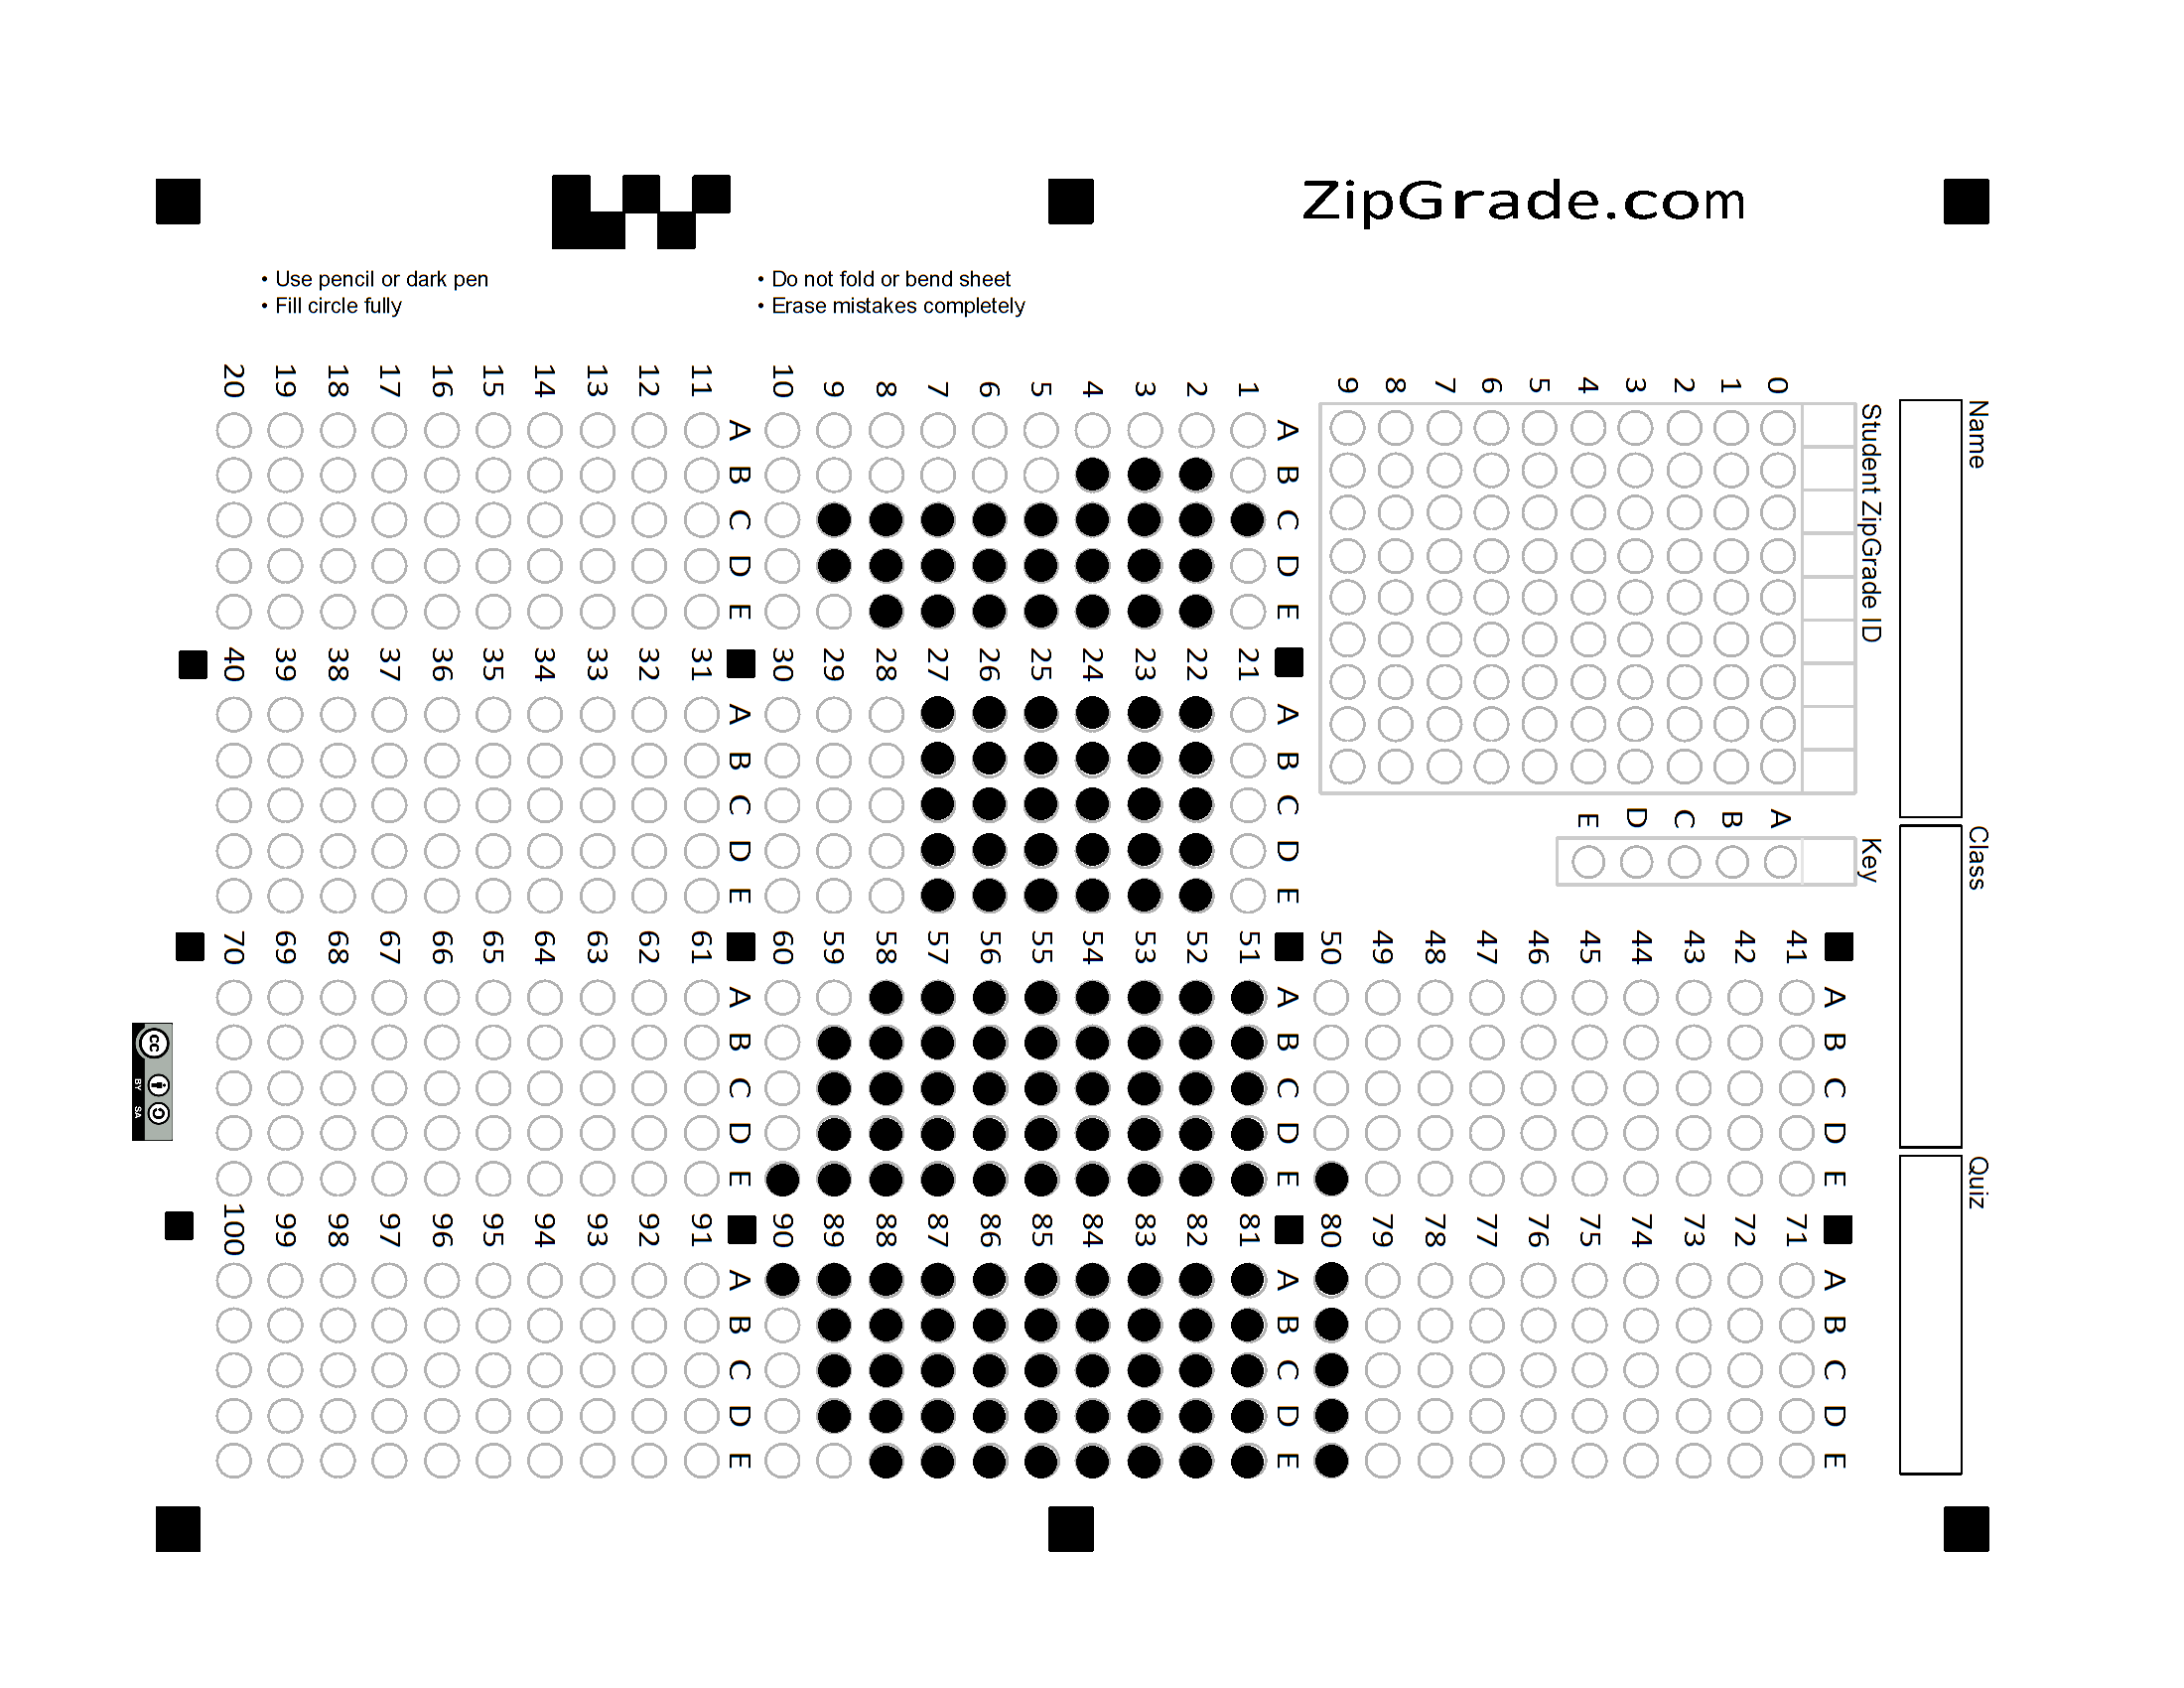 ZipGrade.com
• Use pencil or dark pen
• Fill circle fully
• Do not fold or bend sheet
• Erase mistakes completely
Name
Class
Quiz
Student ZipGrade ID
0 1 2 3 4 5 6 7 8 9
Key
A B C D E
A B C D E
1 2 3 4 5 6 7 8 9 10
A B C D E
11 12 13 14 15 16 17 18 19 20
A B C D E
21 22 23 24 25 26 27 28 29 30
A B C D E
31 32 33 34 35 36 37 38 39 40
A B C D E
41 42 43 44 45 46 47 48 49 50
A B C D E
51 52 53 54 55 56 57 58 59 60
A B C D E
61 62 63 64 65 66 67 68 69 70
A B C D E
71 72 73 74 75 76 77 78 79 80
A B C D E
81 82 83 84 85 86 87 88 89 90
A B C D E
91 92 93 94 95 96 97 98 99 100
cc
BY SA